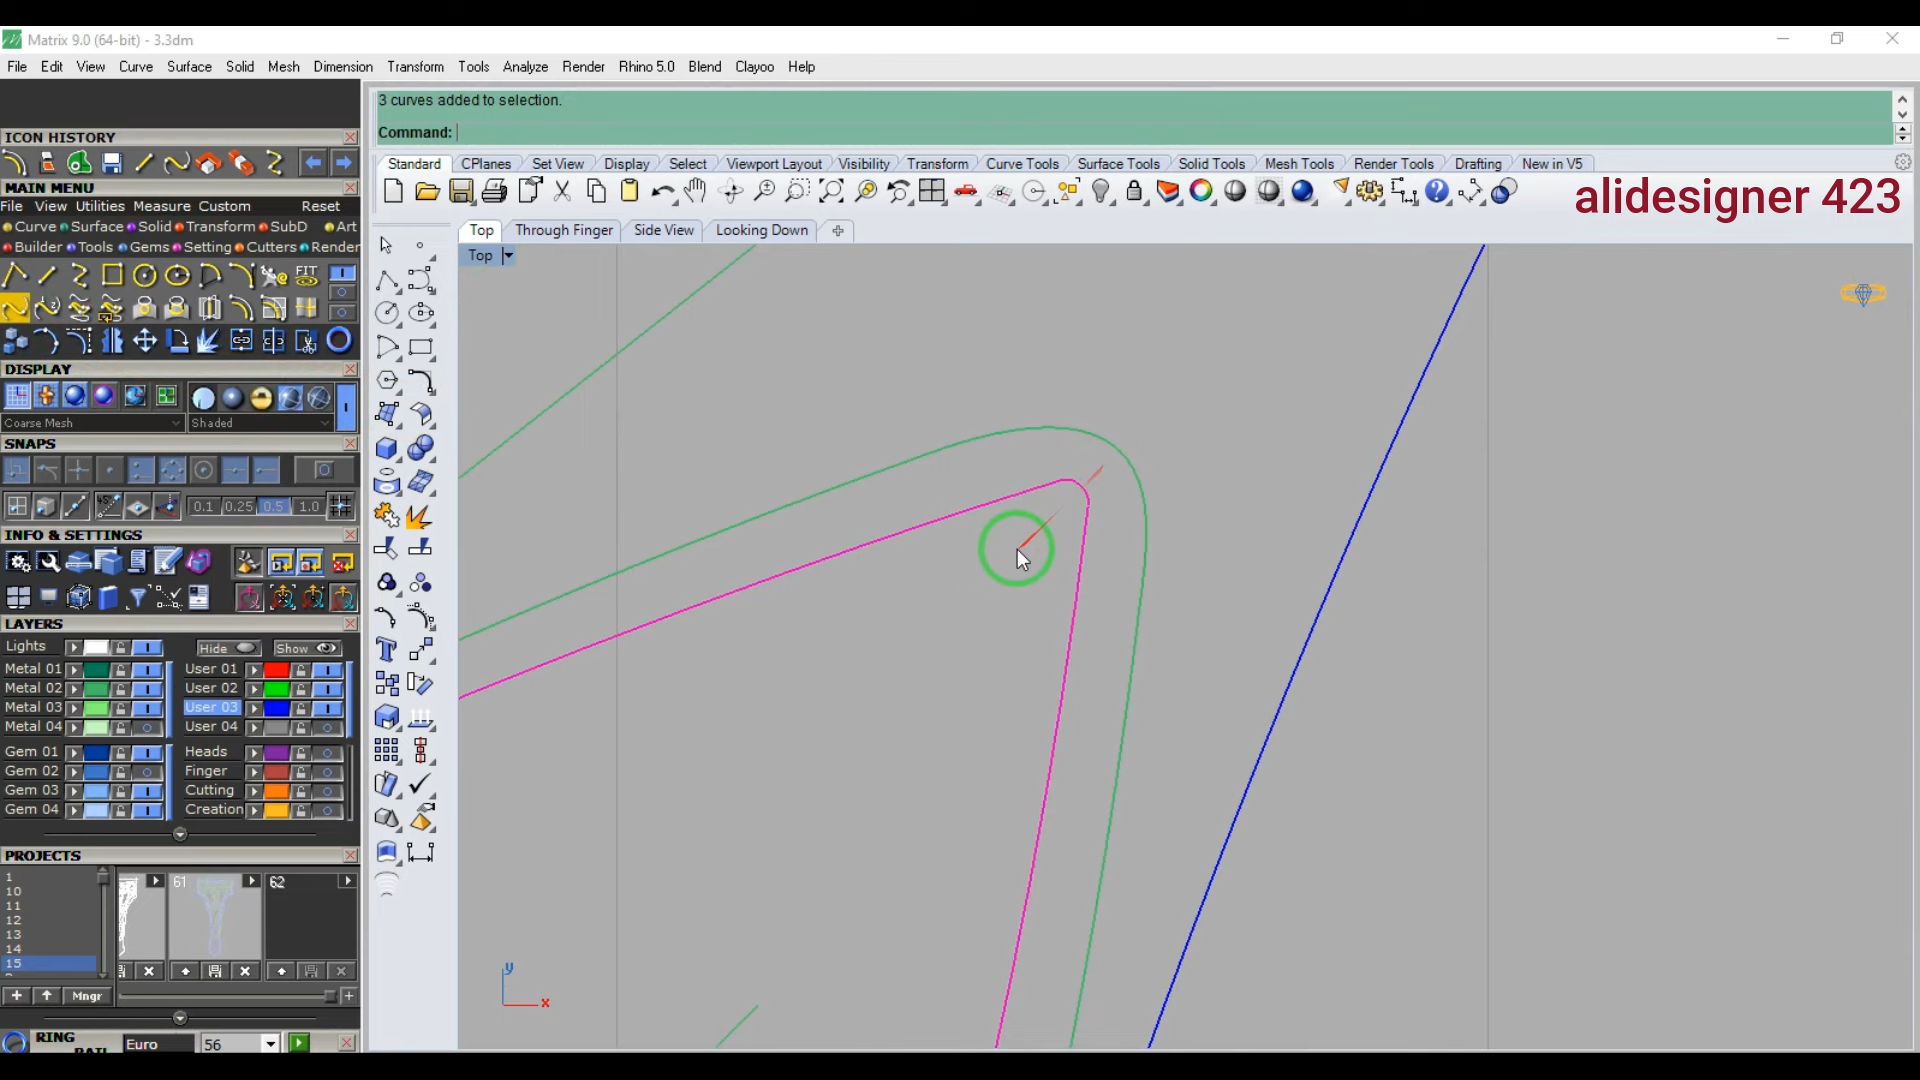 Matrix 9.0 (64-bit) - 3.3dm
File Edit View Curve Surface Solid Mesh Dimension Transform Tools Analyze Render Rhino 5.0 Blend Clayoo Help
3 curves added to selection.
Command:
ICON HISTORY
Standard CPlanes Set View Display Select Viewport Layout Visibility Transform Curve Tools Surface Tools Solid Tools Mesh Tools Render Tools Drafting New in V5
MAIN MENU
File View Utilities Measure Custom Reset
alidesigner 423
Curve Surface Solid Transform SubD Art
Builder Tools Gems Setting Cutters Render
Top Through Finger Side View Looking Down
Top
FIT
DISPLAY
Coarse Mesh Shaded
SNAPS
0.1 0.25 0.5 1.0
INFO & SETTINGS
LAYERS
Lights Hide Show
Metal 01 User 01
Metal 02 User 02
Metal 03 User 03
Metal 04 User 04
Gem 01 Heads
Gem 02 Finger
Gem 03 Cutting
Gem 04 Creation
PROJECTS
1
10
11
12
13
14
15
61 62
Mngr
y
x
RING
Euro 56